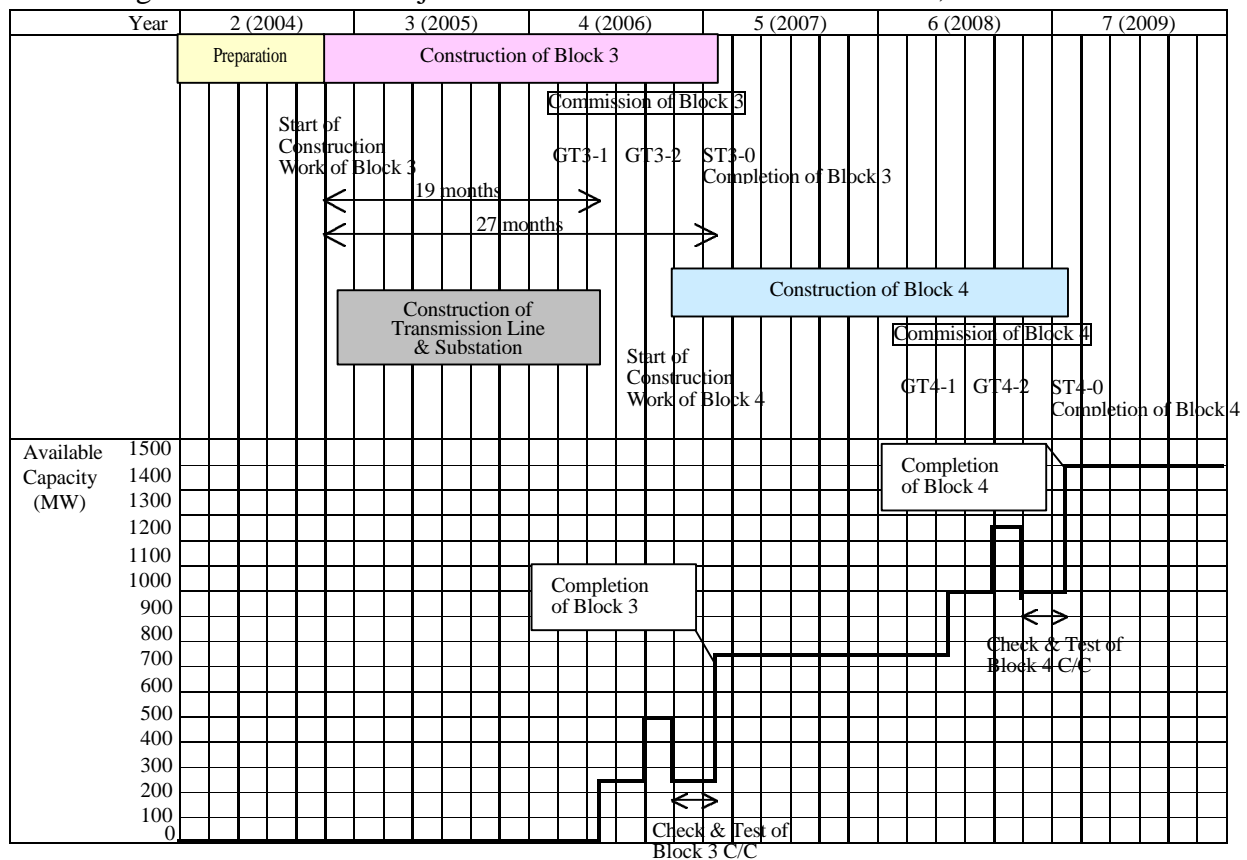 Year 2 (2004) 3 (2005) 4 (2006) 5 (2007) 6 (2008) 7 (2009)
Preparation Construction of Block 3
Commission of Block 3
Start of
Construction
Work of Block 3
GT3-1 GT3-2 ST3-0
Completion of Block 3
19 months
27 months
Construction of Block 4
Construction of
Transmission Line
& Substation
Commission of Block 4
Start of
Construction
Work of Block 4
GT4-1 GT4-2 ST4-0
Completion of Block 4
Available
Capacity
(MW)
1500
1400
1300
1200
1100
1000
900
800
700
600
500
400
300
200
100
0
Completion
of Block 4
Completion
of Block 3
Check & Test of
Block 4 C/C
Check & Test of
Block 3 C/C